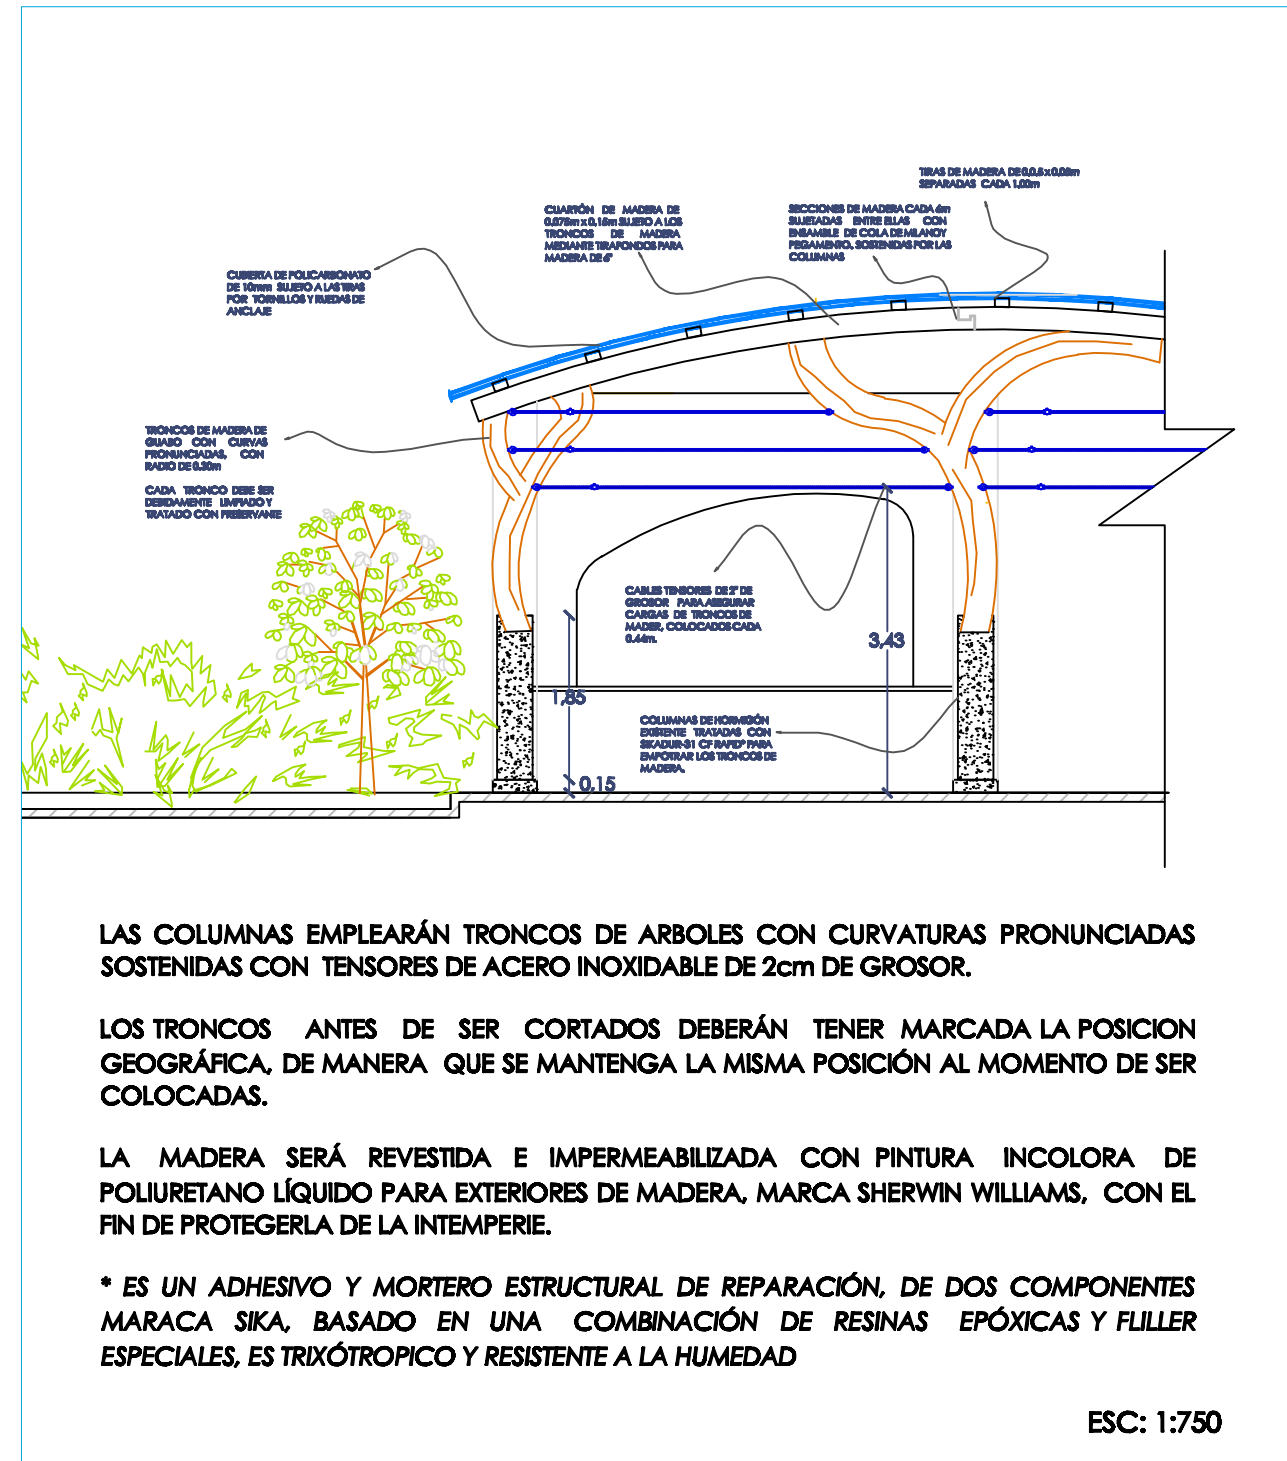 TIRAS DE MADERA DE 0,0,5 x 0,05m
SEPARADAS CADA 1.00m
CUARTÓN DE MADERA DE
0,075m x 0,15m SUJETO A LOS
TRONCOS DE MADERA
MEDIANTE TIRAFONDOS PARA
MADERA DE 6"
SECCIONES DE MADERA CADA 6m
SUJETADAS ENTRE ELLAS CON
ENSAMBLE DE COLA DE MILANO Y
PEGAMENTO, SOSTENIDAS POR LAS
COLUMNAS
CUBIERTA DE POLICARBONATO
DE 10mm SUJETO A LAS TIRAS
POR TORNILLOS Y RUEDAS DE
ANCLAJE
TRONCOS DE MADERA DE
GUABO CON CURVAS
PRONUNCIADAS, CON
RADIO DE 0.30m
CADA TRONCO DEBE SER
DEBIDAMENTE LIMPIADO Y
TRATADO CON PRESERVANTE
CABLES TENSORES DE 2" DE
GROSOR PARA ASEGURAR
CARGAS DE TRONCOS DE
MADER, COLOCADOS CADA
0.44m.
3,43
1,85
COLUMNAS DE HORMIGÓN
EXISTENTE TRATADAS CON
SIKADUR-31 CF RAPID* PARA
EMPOTRAR LOS TRONCOS DE
MADERA.
0,15
LAS COLUMNAS EMPLEARÁN TRONCOS DE ARBOLES CON CURVATURAS PRONUNCIADAS
SOSTENIDAS CON TENSORES DE ACERO INOXIDABLE DE 2cm DE GROSOR.
LOS TRONCOS ANTES DE SER CORTADOS DEBERÁN TENER MARCADA LA POSICION
GEOGRÁFICA, DE MANERA QUE SE MANTENGA LA MISMA POSICIÓN AL MOMENTO DE SER
COLOCADAS.
LA MADERA SERÁ REVESTIDA E IMPERMEABILIZADA CON PINTURA INCOLORA DE
POLIURETANO LÍQUIDO PARA EXTERIORES DE MADERA, MARCA SHERWIN WILLIAMS, CON EL
FIN DE PROTEGERLA DE LA INTEMPERIE.
* ES UN ADHESIVO Y MORTERO ESTRUCTURAL DE REPARACIÓN, DE DOS COMPONENTES
MARACA SIKA, BASADO EN UNA COMBINACIÓN DE RESINAS EPÓXICAS Y FLILLER
ESPECIALES, ES TRIXÓTROPICO Y RESISTENTE A LA HUMEDAD
ESC: 1:750